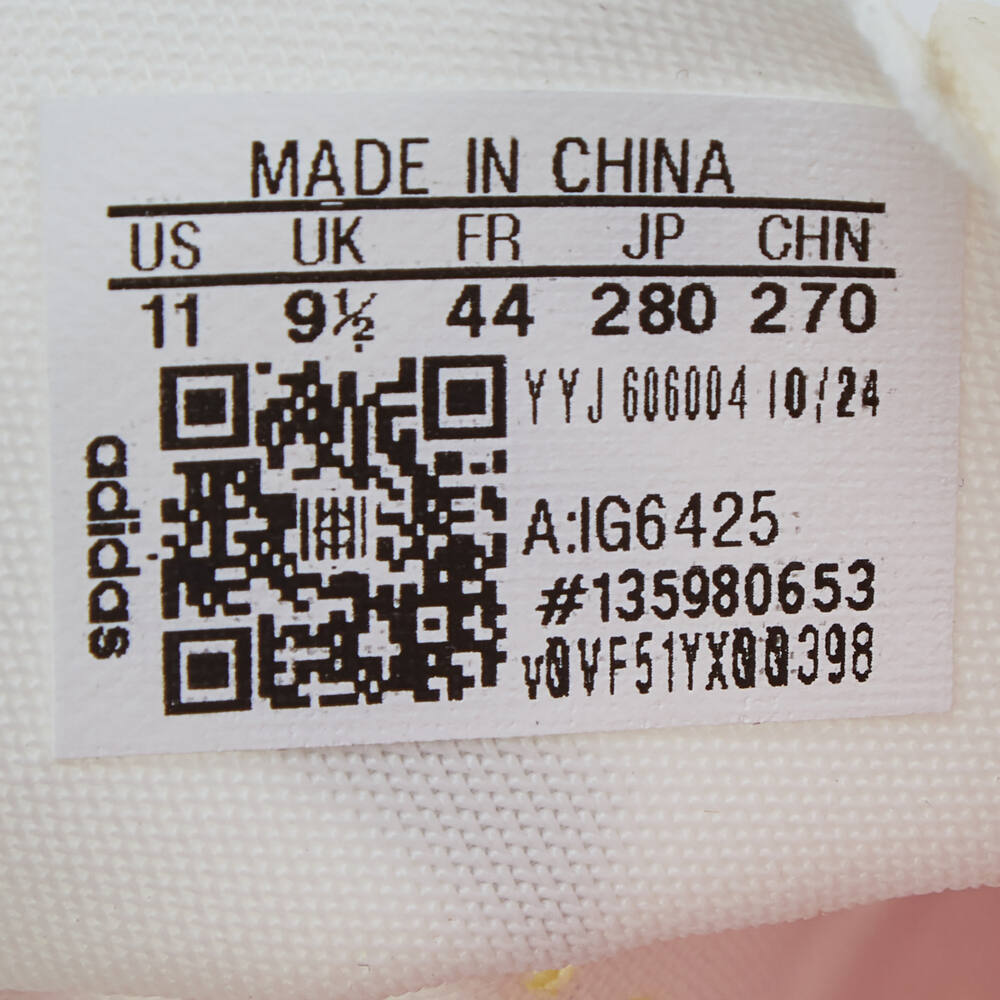 MADE IN CHINA
US UK FR JP CHN
11 9½ 44 280 270
YYJ 606004 10/24
adidas
A:IG6425
#135980653